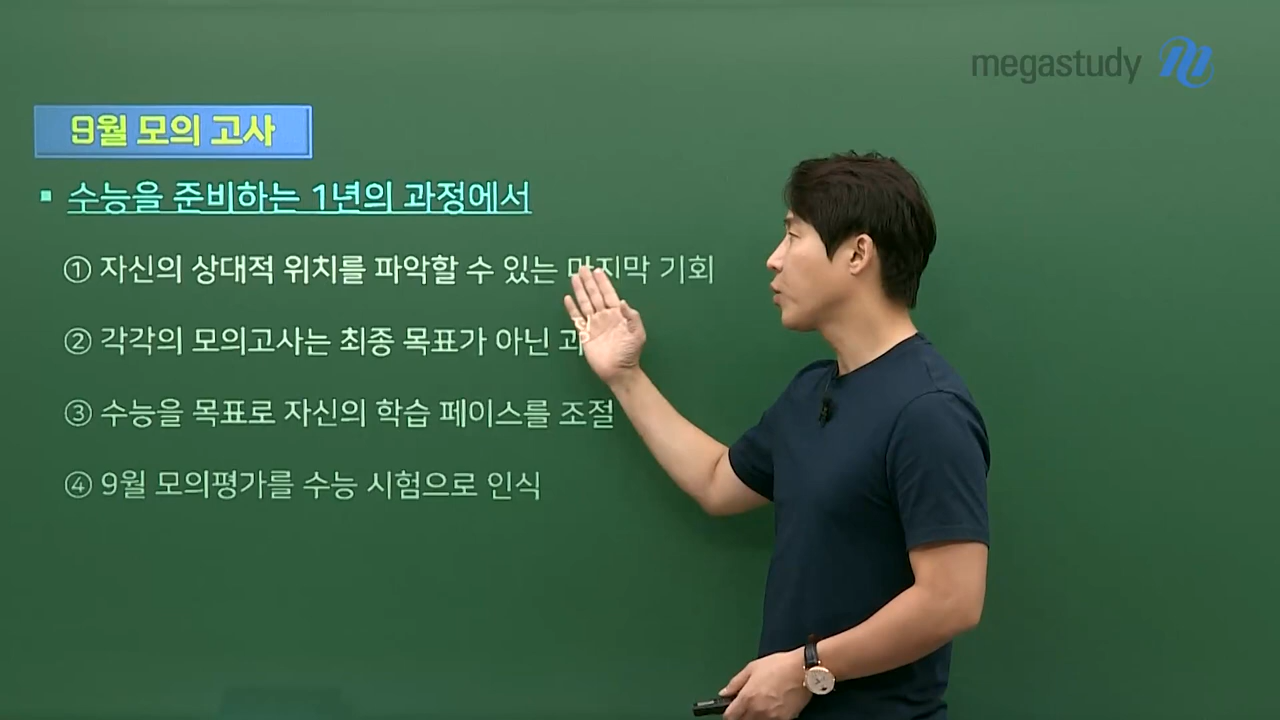 megastudy
9월 모의 고사
▪ 수능을 준비하는 1년의 과정에서
① 자신의 상대적 위치를 파악할 수 있는 마지막 기회
② 각각의 모의고사는 최종 목표가 아닌
③ 수능을 목표로 자신의 학습 페이스를 조절
④ 9월 모의평가를 수능 시험으로 인식